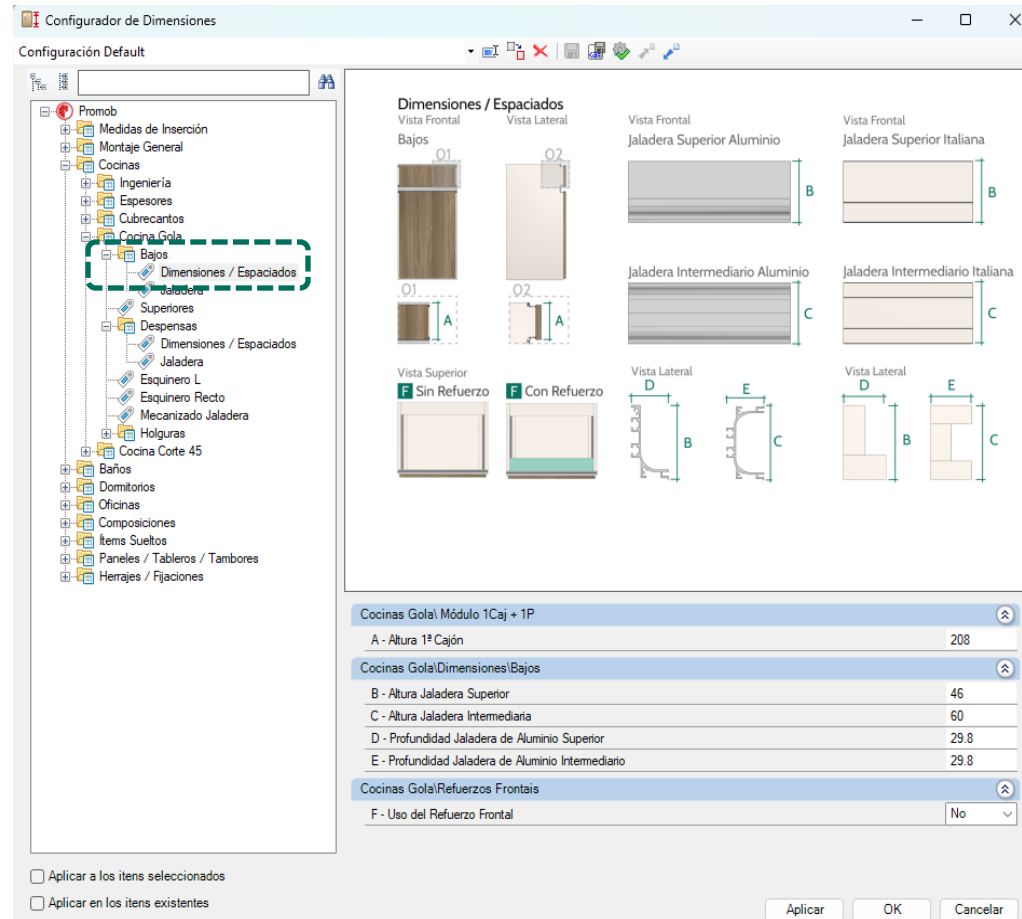 Configurador de Dimensiones
Configuración Default
Promob
Medidas de Inserción
Montaje General
Cocinas
Ingeniería
Espesores
Cubrecantos
Cocina Gola
Bajos
Dimensiones / Espaciados
Jaladera
Superiores
Despensas
Dimensiones / Espaciados
Jaladera
Esquinero L
Esquinero Recto
Mecanizado Jaladera
Holguras
Cocina Corte 45
Baños
Dormitorios
Oficinas
Composiciones
Ítems Sueltos
Paneles / Tableros / Tambores
Herrajes / Fijaciones
Dimensiones / Espaciados
Vista Frontal Vista Lateral Vista Frontal Vista Frontal
Bajos Jaladera Superior Aluminio Jaladera Superior Italiana
01 02
B B
Jaladera Intermediario Aluminio Jaladera Intermediario Italiana
01 02
A A C C
Vista Superior Vista Lateral Vista Lateral
F Sin Refuerzo F Con Refuerzo D E D E
B C B C
Cocinas Gola\ Módulo 1Caj + 1P
A - Altura 1ª Cajón 208
Cocinas Gola\Dimensiones\Bajos
B - Altura Jaladera Superior 46
C - Altura Jaladera Intermediaria 60
D - Profundidad Jaladera de Aluminio Superior 29.8
E - Profundidad Jaladera de Aluminio Intermediario 29.8
Cocinas Gola\Refuerzos Frontais
F - Uso del Refuerzo Frontal No
Aplicar a los itens seleccionados
Aplicar en los itens existentes
Aplicar OK Cancelar